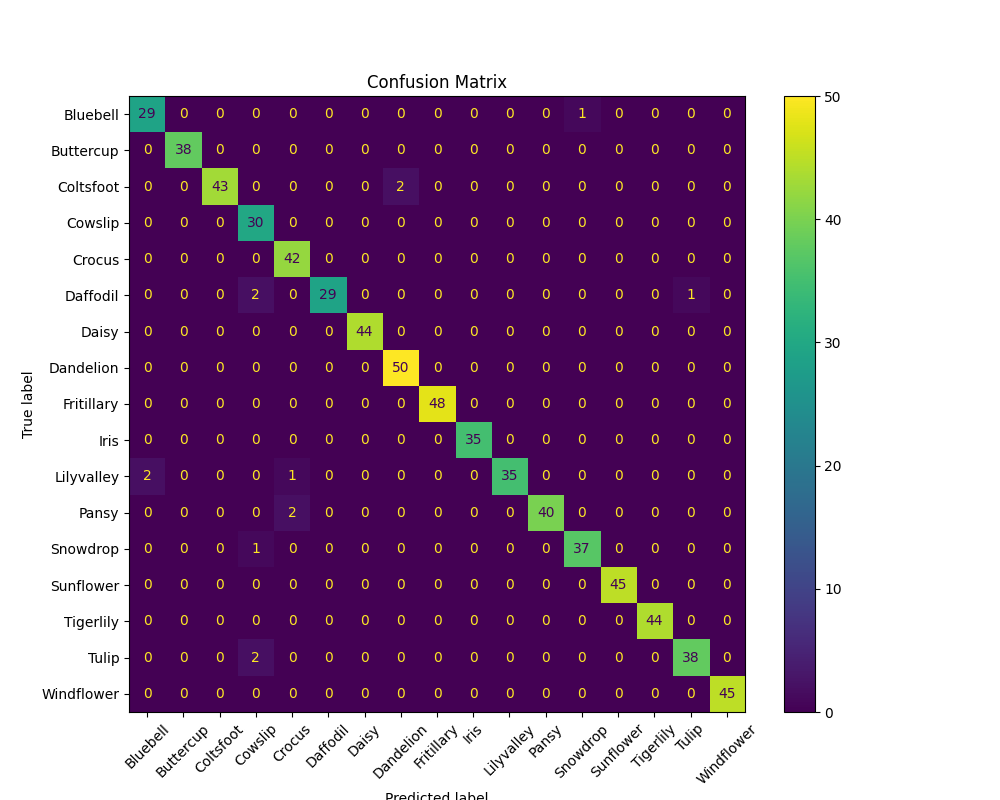 Confusion Matrix
Bluebell 29 0 0 0 0 0 0 0 0 0 0 0 1 0 0 0 0
Buttercup 0 38 0 0 0 0 0 0 0 0 0 0 0 0 0 0 0
Coltsfoot 0 0 43 0 0 0 0 2 0 0 0 0 0 0 0 0 0
Cowslip 0 0 0 30 0 0 0 0 0 0 0 0 0 0 0 0 0
Crocus 0 0 0 0 42 0 0 0 0 0 0 0 0 0 0 0 0
Daffodil 0 0 0 2 0 29 0 0 0 0 0 0 0 0 0 1 0
Daisy 0 0 0 0 0 0 44 0 0 0 0 0 0 0 0 0 0
Dandelion 0 0 0 0 0 0 0 50 0 0 0 0 0 0 0 0 0
Fritillary 0 0 0 0 0 0 0 0 48 0 0 0 0 0 0 0 0
Iris 0 0 0 0 0 0 0 0 0 35 0 0 0 0 0 0 0
Lilyvalley 2 0 0 0 1 0 0 0 0 0 35 0 0 0 0 0 0
Pansy 0 0 0 0 2 0 0 0 0 0 0 40 0 0 0 0 0
Snowdrop 0 0 0 1 0 0 0 0 0 0 0 0 37 0 0 0 0
Sunflower 0 0 0 0 0 0 0 0 0 0 0 0 0 45 0 0 0
Tigerlily 0 0 0 0 0 0 0 0 0 0 0 0 0 0 44 0 0
Tulip 0 0 0 2 0 0 0 0 0 0 0 0 0 0 0 38 0
Windflower 0 0 0 0 0 0 0 0 0 0 0 0 0 0 0 0 45
True label
Bluebell Buttercup Coltsfoot Cowslip Crocus Daffodil Daisy Dandelion Fritillary Iris Lilyvalley Pansy Snowdrop Sunflower Tigerlily Tulip Windflower
Predicted label
50
40
30
20
10
0